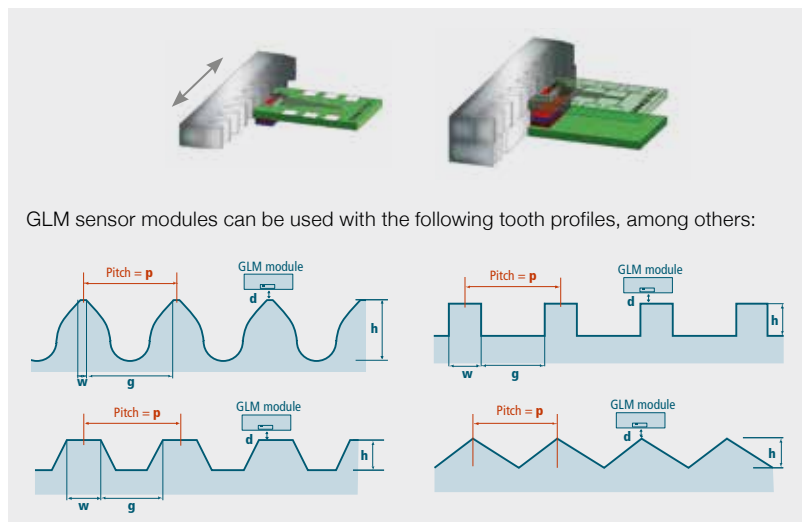 GLM sensor modules can be used with the following tooth profiles, among others:
Pitch = p
GLM module
d
h
w
g
Pitch = p
GLM module
d
h
w
g
Pitch = p
GLM module
d
h
w
g
Pitch = p
GLM module
d
h